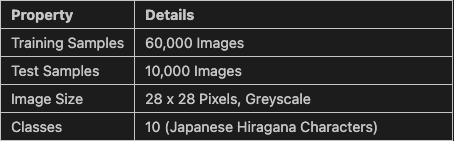 Property Details
Training Samples 60,000 Images
Test Samples 10,000 Images
Image Size 28 x 28 Pixels, Greyscale
Classes 10 (Japanese Hiragana Characters)